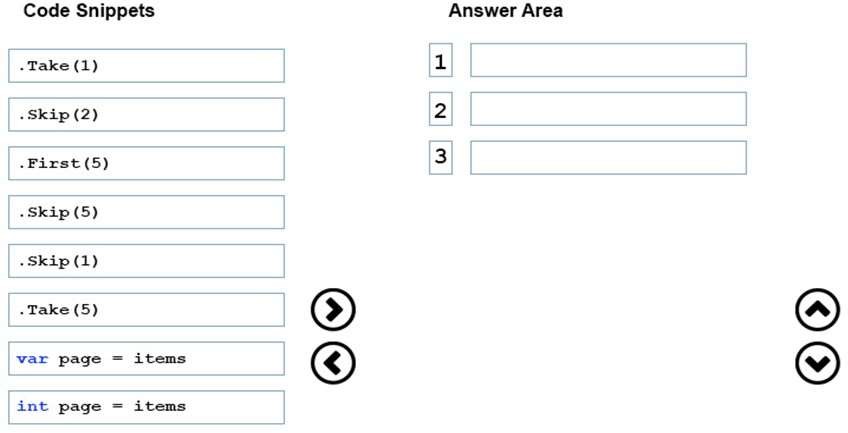 Code Snippets
Answer Area
.Take(1)
.Skip(2)
.First(5)
.Skip(5)
.Skip(1)
.Take(5)
var page = items
int page = items
1
2
3